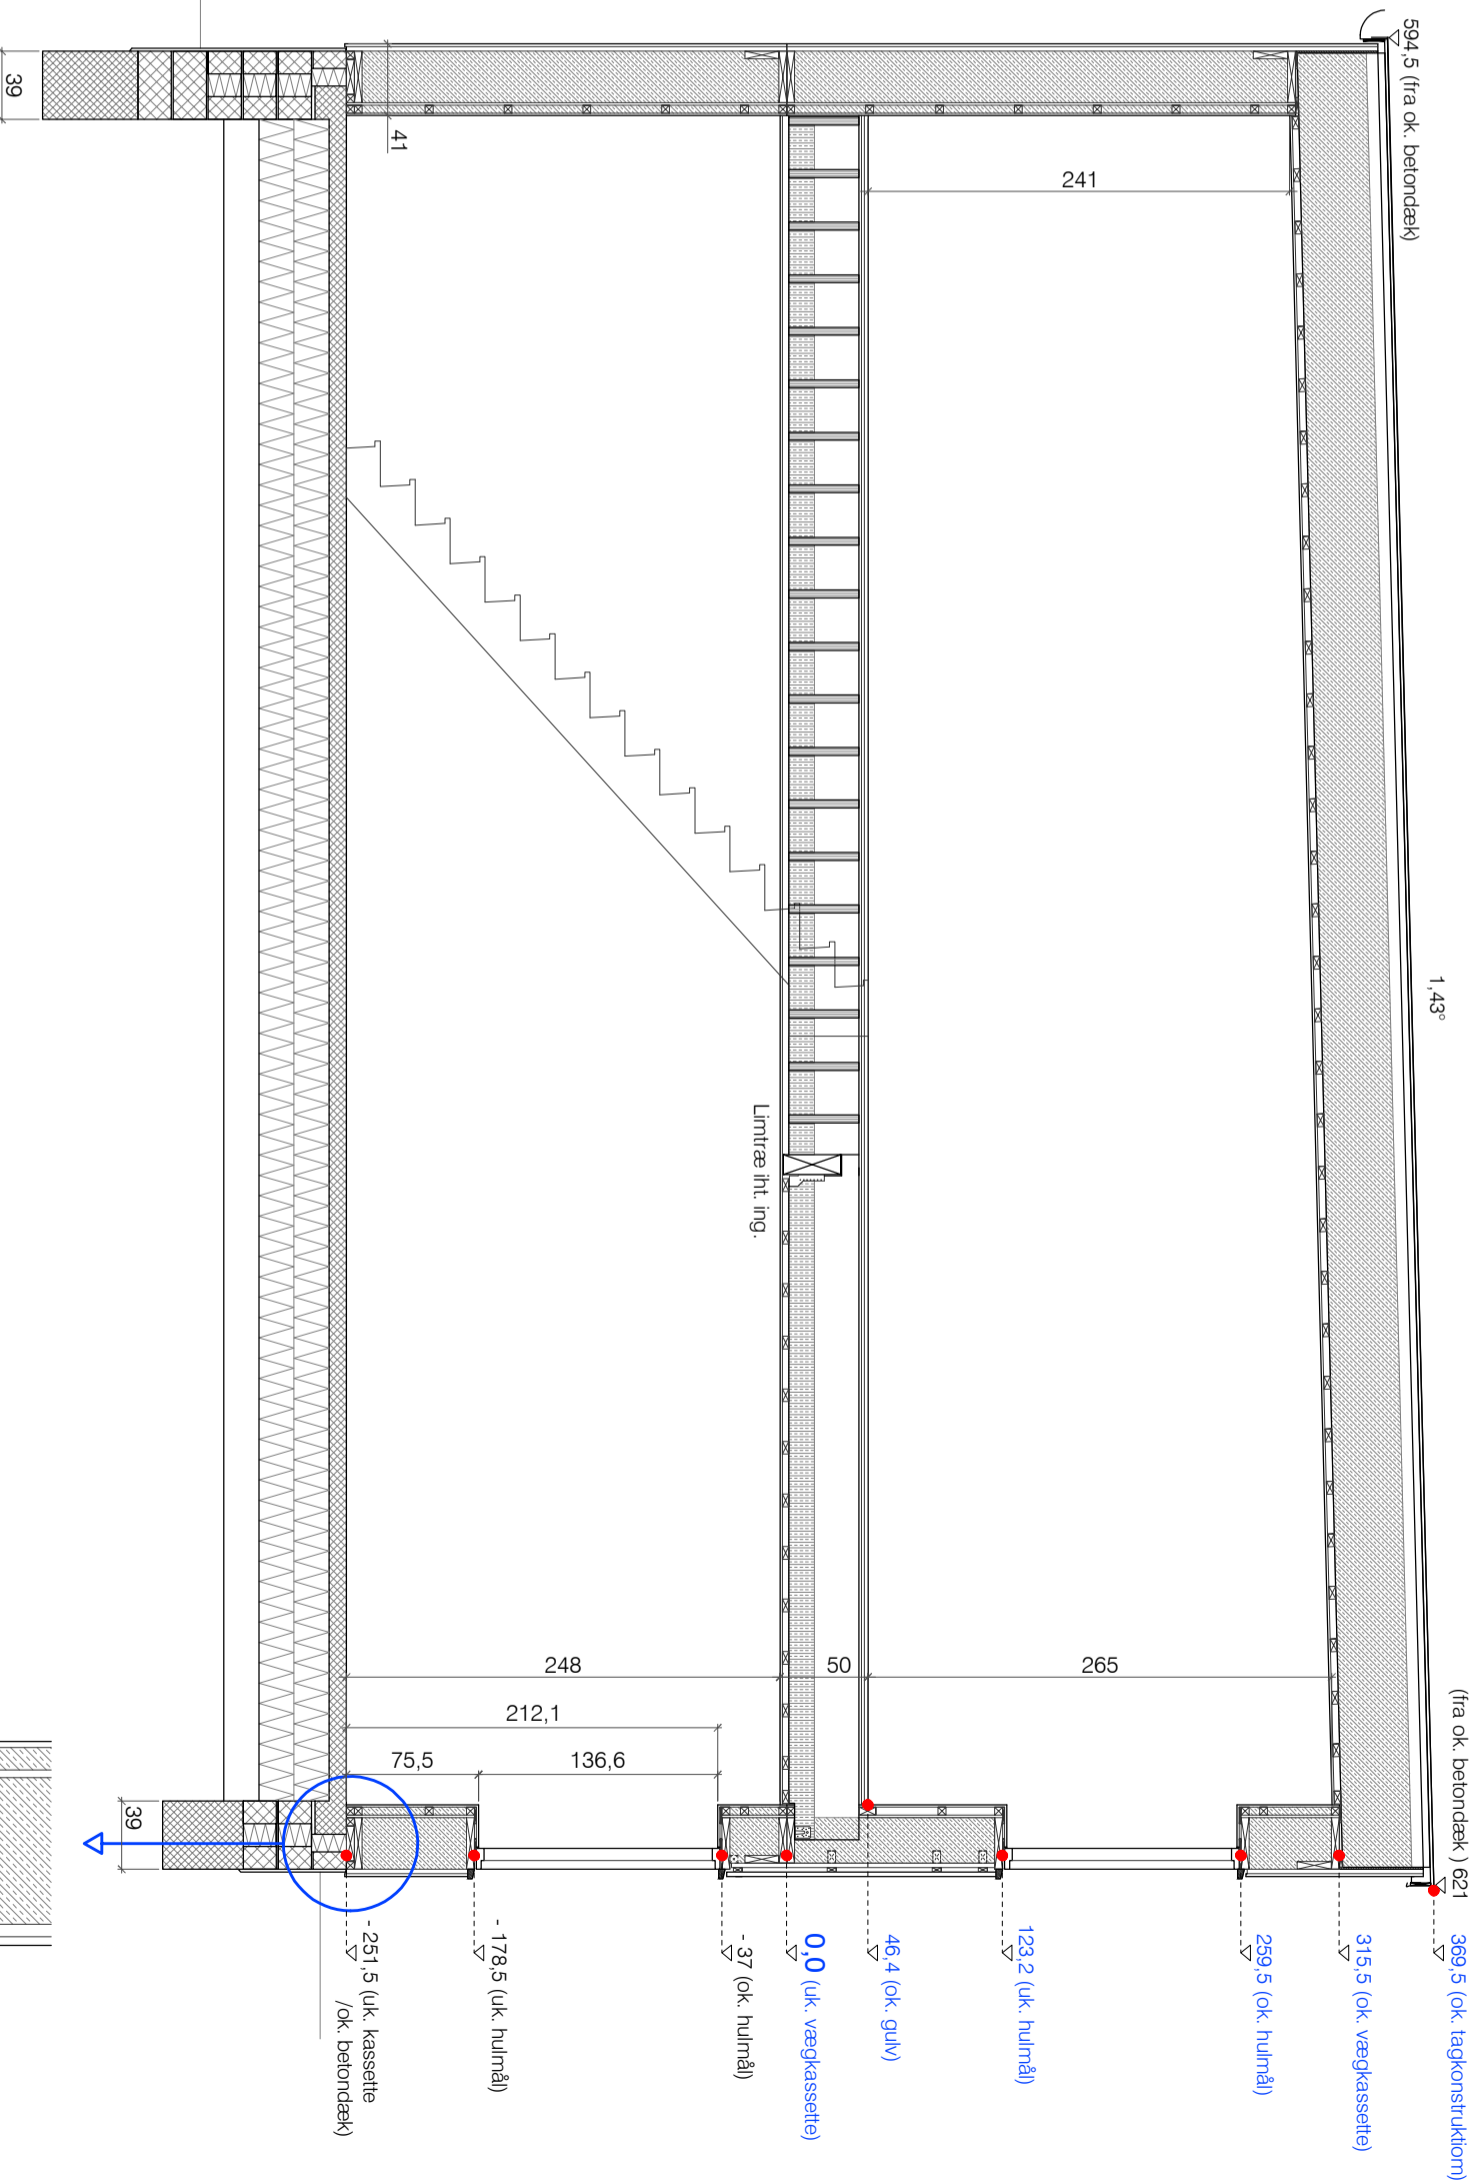 594,5 (fra ok. betondæk)
1,43°
(fra ok. betondæk ) 621
369,5 (ok. tagkonstruktiom)
315,5 (ok. vægkassette)
259,5 (ok. hulmål)
123,2 (uk. hulmål)
46,4 (ok. gulv)
0,0 (uk. vægkassette)
- 37 (ok. hulmål)
- 178,5 (uk. hulmål)
- 251,5 (uk. kassette
/ok. betondæk)
241
41
39
Limtræ iht. ing.
248
50
265
212,1
75,5
136,6
39